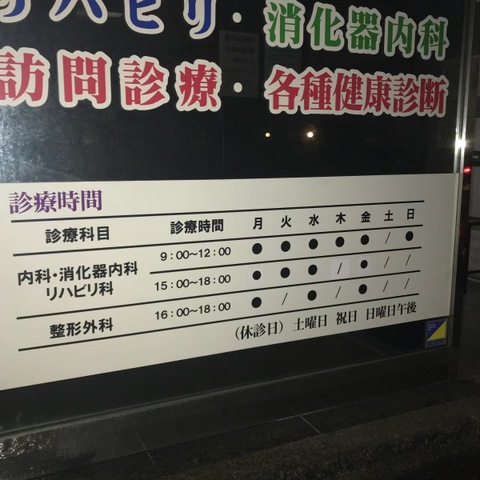 リハビリ・消化器内科
訪問診療・各種健康診断
診療時間
診療科目 診療時間 月 火 水 木 金 土 日
内科・消化器内科 リハビリ科 9:00〜12:00 ● ● ● ● ● / ●
15:00〜18:00 ● ● ● / ● / /
整形外科 16:00〜18:00 ● / ● / ● / /
(休診日) 土曜日 祝日 日曜日午後